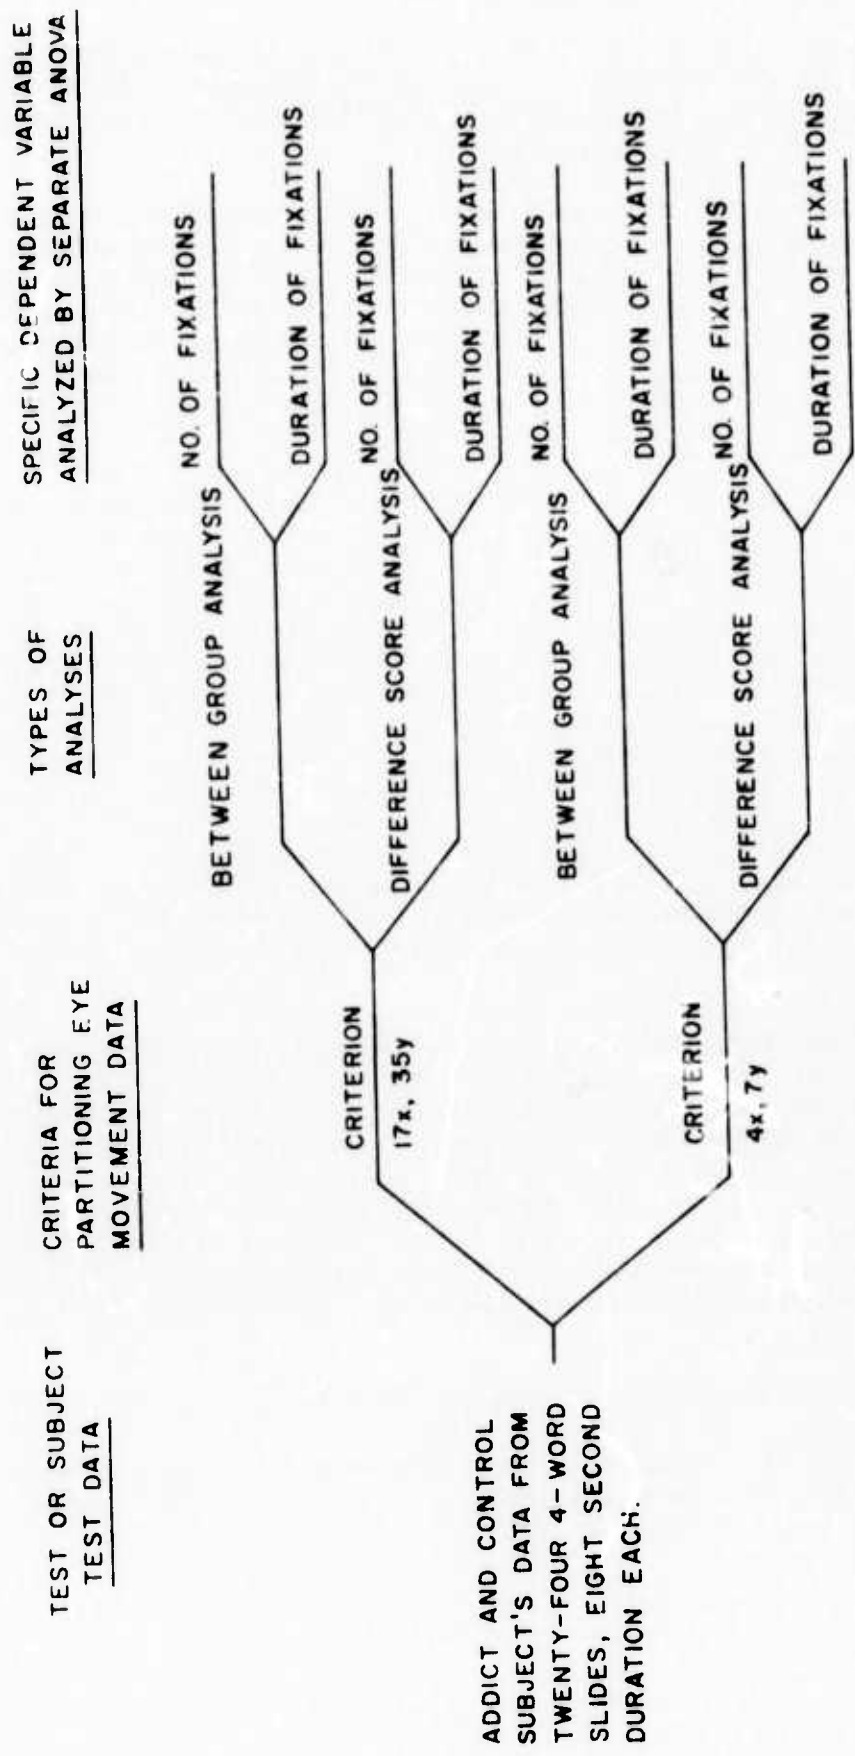 TEST OR SUBJECT
TEST DATA
CRITERIA FOR
PARTITIONING EYE
MOVEMENT DATA
TYPES OF
ANALYSES
SPECIFIC DEPENDENT VARIABLE
ANALYZED BY SEPARATE ANOVA
ADDICT AND CONTROL
SUBJECT'S DATA FROM
TWENTY-FOUR 4-WORD
SLIDES, EIGHT SECOND
DURATION EACH.
CRITERION
17x, 35y
BETWEEN GROUP ANALYSIS
NO. OF FIXATIONS
DURATION OF FIXATIONS
DIFFERENCE SCORE ANALYSIS
NO. OF FIXATIONS
DURATION OF FIXATIONS
CRITERION
4x, 7y
BETWEEN GROUP ANALYSIS
NO. OF FIXATIONS
DURATION OF FIXATIONS
DIFFERENCE SCORE ANALYSIS
NO. OF FIXATIONS
DURATION OF FIXATIONS